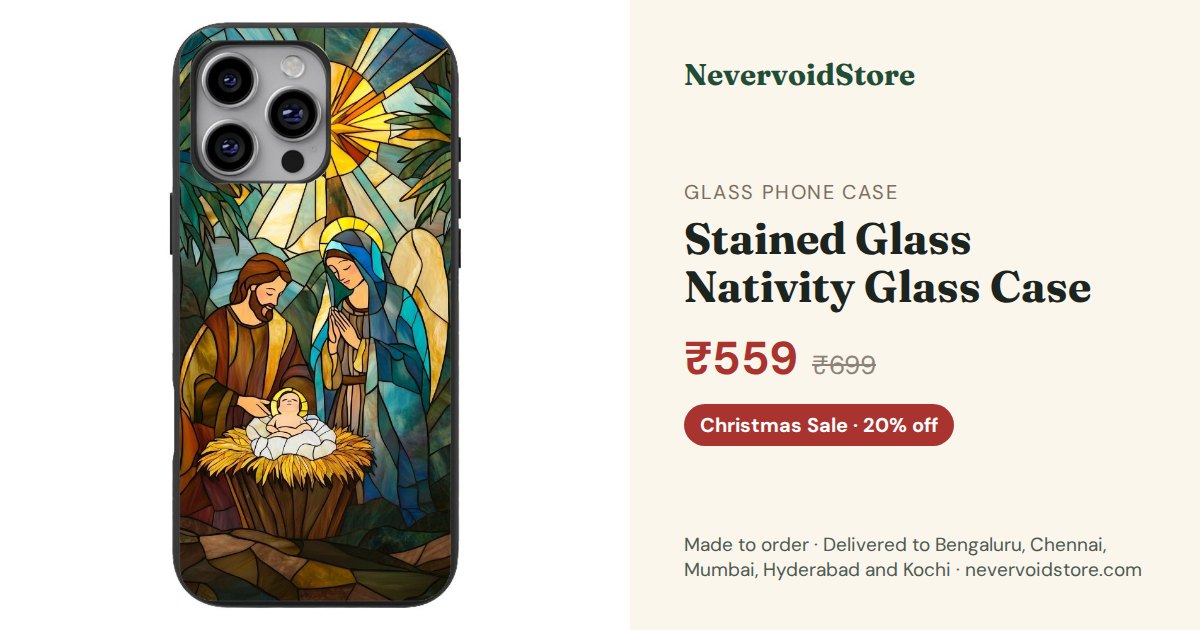 NevervoidStore
GLASS PHONE CASE
Stained Glass
Nativity Glass Case
₹559 ₹699
Christmas Sale · 20% off
Made to order · Delivered to Bengaluru, Chennai,
Mumbai, Hyderabad and Kochi · nevervoidstore.com